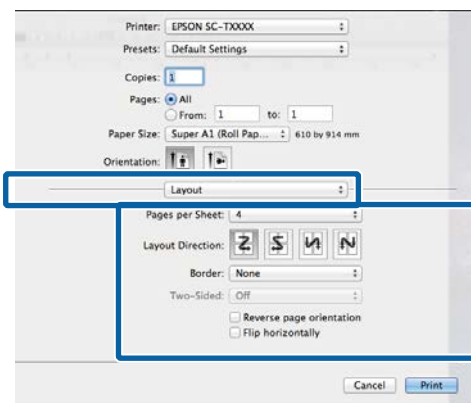 Printer: EPSON SC-TXXXX
Presets: Default Settings
Copies: 1
Pages: All
From: 1 to: 1
Paper Size: Super A1 (Roll Pap... 610 by 914 mm
Orientation:
Layout
Pages per Sheet: 4
Layout Direction:
Border: None
Two-Sided: Off
Reverse page orientation
Flip horizontally
Cancel Print